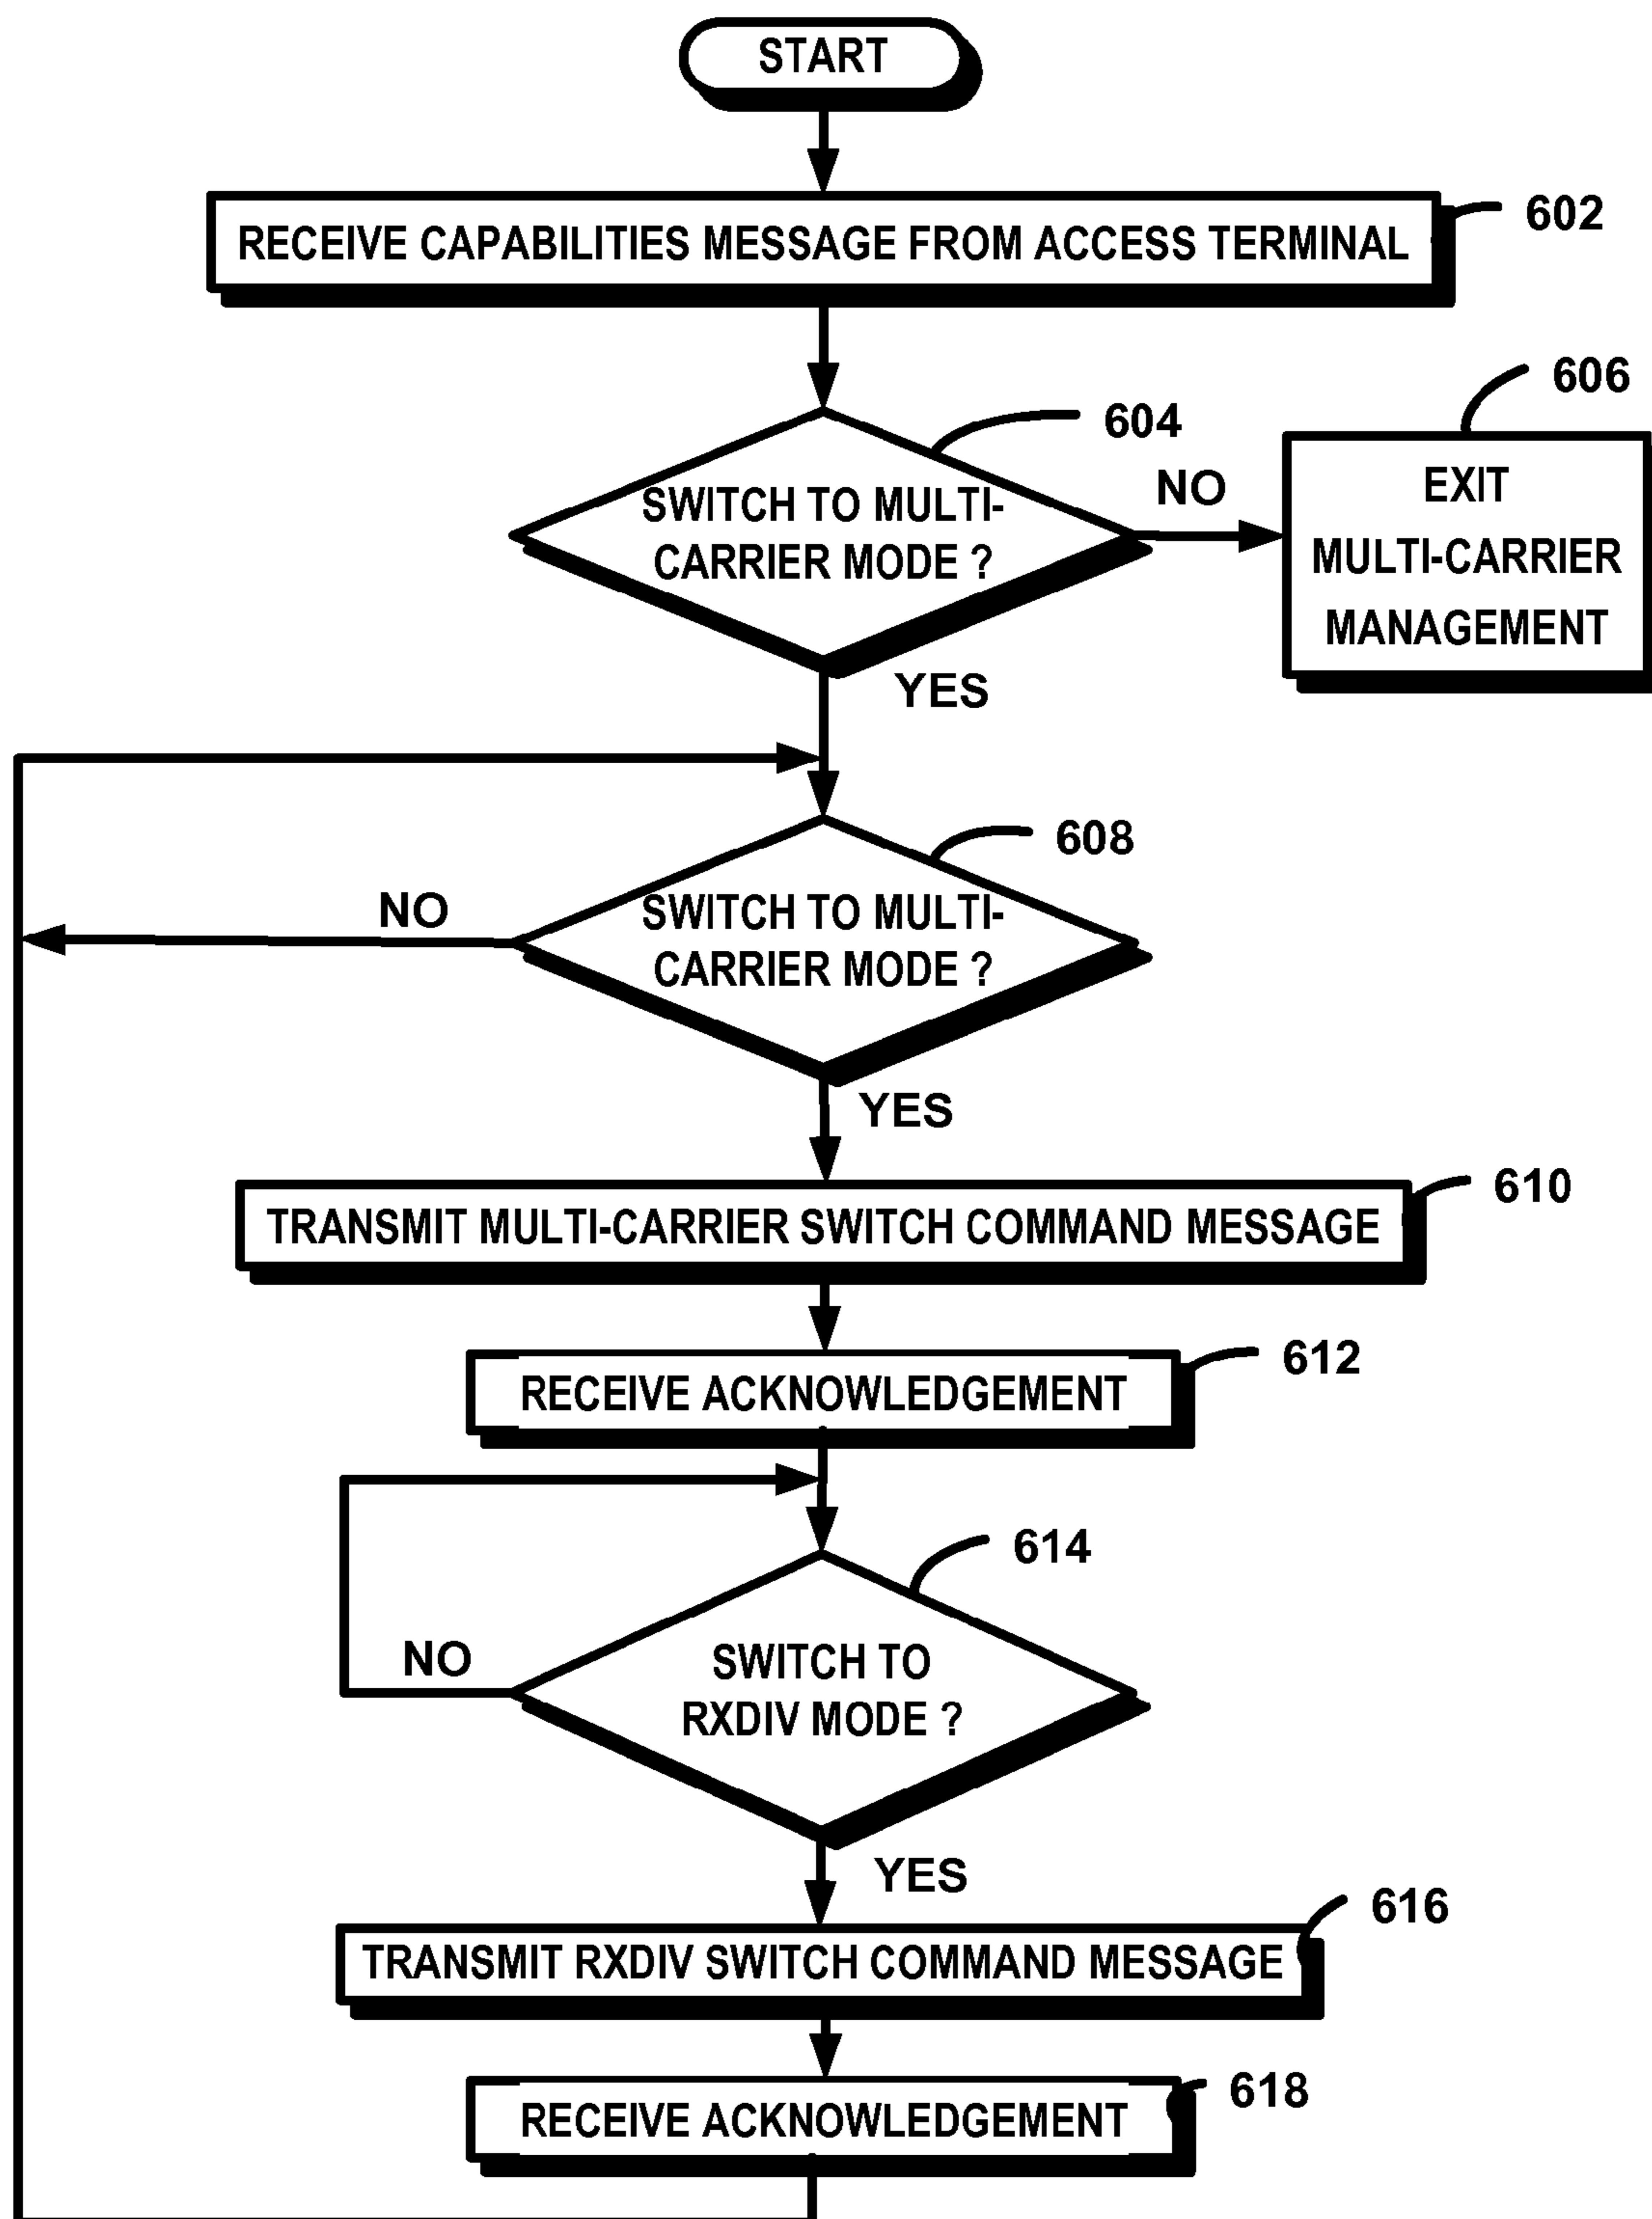 START
RECEIVE CAPABILITIES MESSAGE FROM ACCESS TERMINAL
602
604
SWITCH TO MULTI-
CARRIER MODE ?
NO
606
EXIT
MULTI-CARRIER
MANAGEMENT
YES
608
SWITCH TO MULTI-
CARRIER MODE ?
NO
YES
610
TRANSMIT MULTI-CARRIER SWITCH COMMAND MESSAGE
612
RECEIVE ACKNOWLEDGEMENT
614
SWITCH TO
RXDIV MODE ?
NO
YES
616
TRANSMIT RXDIV SWITCH COMMAND MESSAGE
618
RECEIVE ACKNOWLEDGEMENT